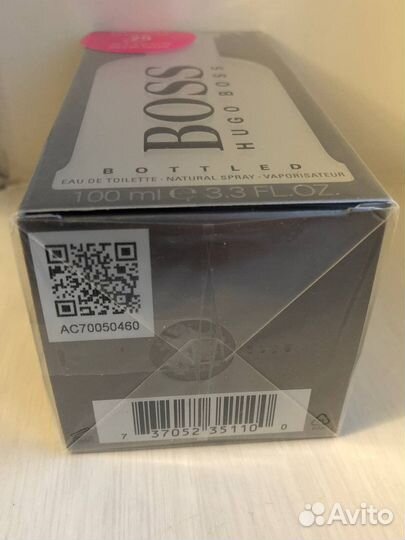 25
BOSS
HUGO BOSS
BOTTLED
EAU DE TOILETTE · NATURAL SPRAY · VAPORISATEUR
100 ml ℮ 3.3 FL.OZ.
AC70050460
7 37052 35110 0
Avito